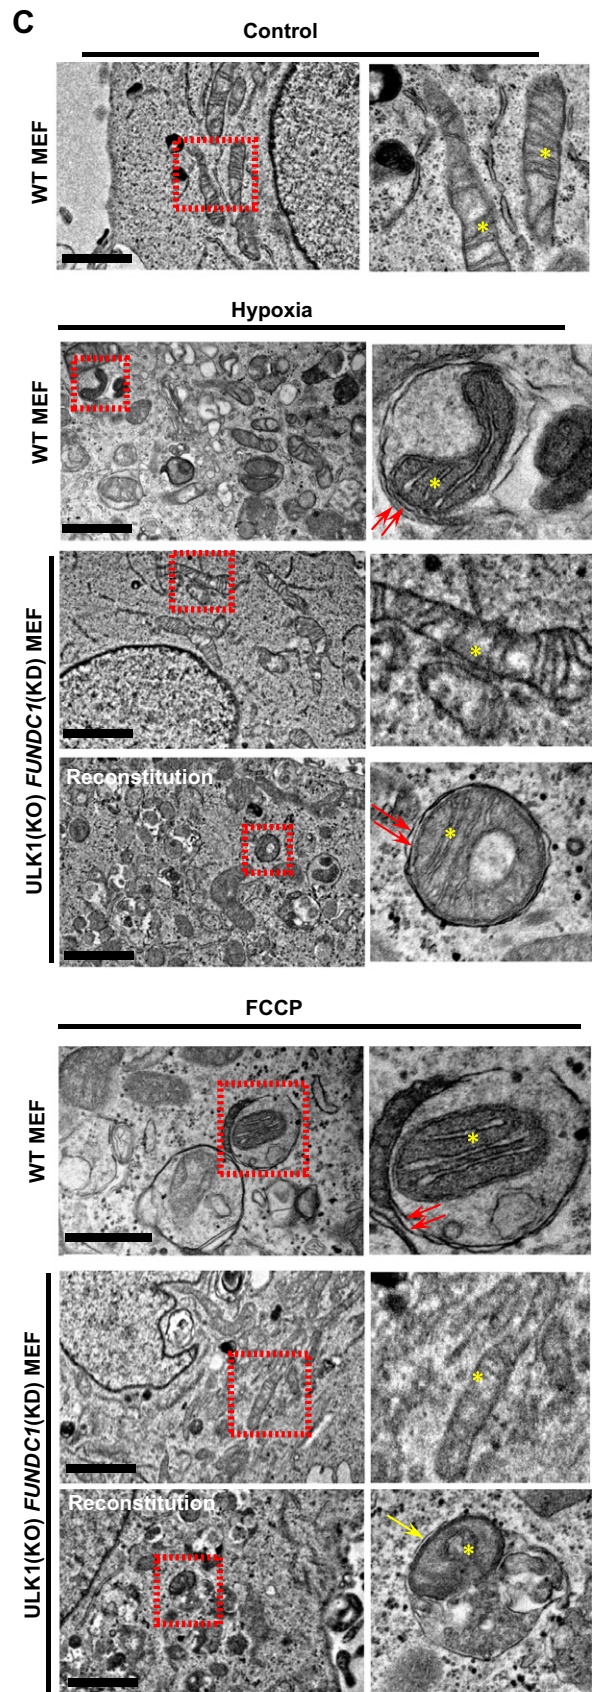 C
Control
WT MEF
Hypoxia
WT MEF
ULK1(KO) FUNDC1(KD) MEF
Reconstitution
FCCP
WT MEF
ULK1(KO) FUNDC1(KD) MEF
Reconstitution